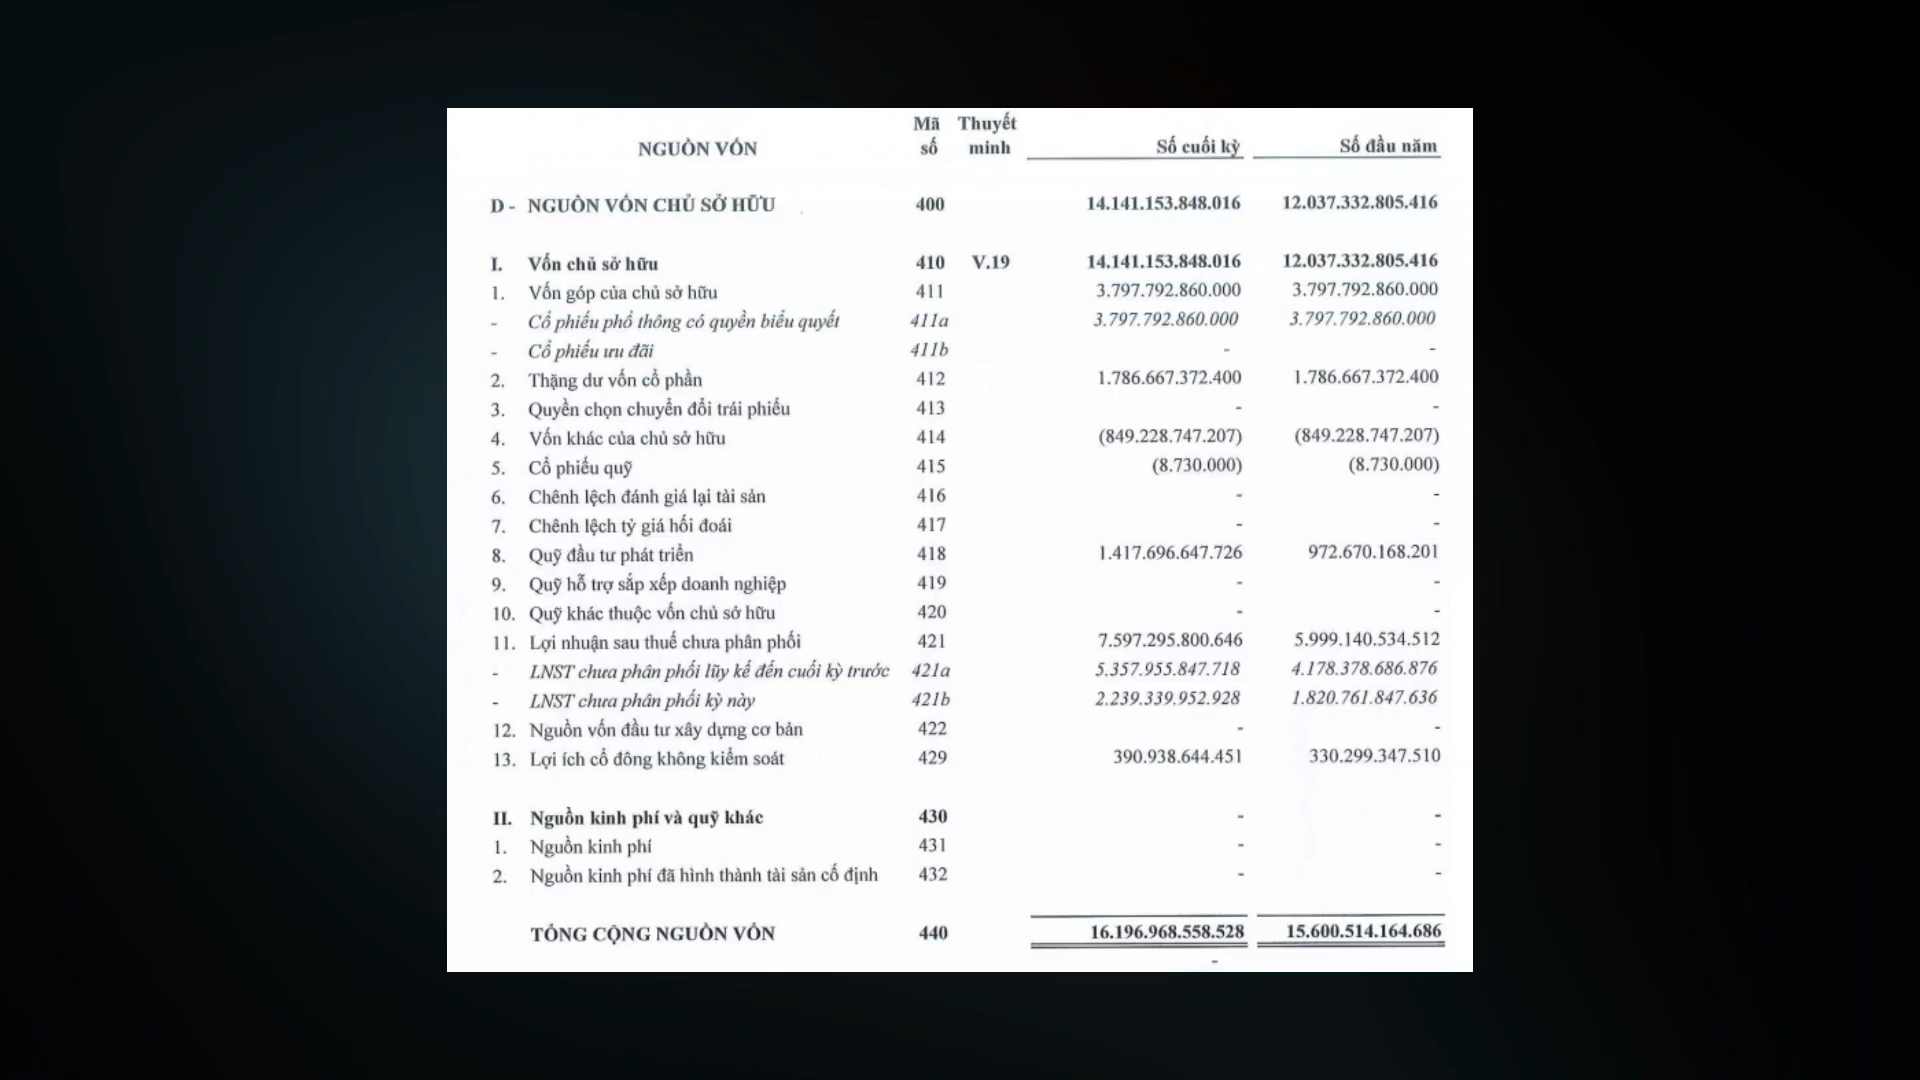 NGUỒN VỐN Mã số Thuyết minh Số cuối kỳ Số đầu năm
D - NGUỒN VỐN CHỦ SỞ HỮU 400 14.141.153.848.016 12.037.332.805.416
I. Vốn chủ sở hữu 410 V.19 14.141.153.848.016 12.037.332.805.416
1. Vốn góp của chủ sở hữu 411 3.797.792.860.000 3.797.792.860.000
- Cổ phiếu phổ thông có quyền biểu quyết 411a 3.797.792.860.000 3.797.792.860.000
- Cổ phiếu ưu đãi 411b - -
2. Thặng dư vốn cổ phần 412 1.786.667.372.400 1.786.667.372.400
3. Quyền chọn chuyển đổi trái phiếu 413 - -
4. Vốn khác của chủ sở hữu 414 (849.228.747.207) (849.228.747.207)
5. Cổ phiếu quỹ 415 (8.730.000) (8.730.000)
6. Chênh lệch đánh giá lại tài sản 416 - -
7. Chênh lệch tỷ giá hối đoái 417 - -
8. Quỹ đầu tư phát triển 418 1.417.696.647.726 972.670.168.201
9. Quỹ hỗ trợ sắp xếp doanh nghiệp 419 - -
10. Quỹ khác thuộc vốn chủ sở hữu 420 - -
11. Lợi nhuận sau thuế chưa phân phối 421 7.597.295.800.646 5.999.140.534.512
- LNST chưa phân phối lũy kế đến cuối kỳ trước 421a 5.357.955.847.718 4.178.378.686.876
- LNST chưa phân phối kỳ này 421b 2.239.339.952.928 1.820.761.847.636
12. Nguồn vốn đầu tư xây dựng cơ bản 422 - -
13. Lợi ích cổ đông không kiểm soát 429 390.938.644.451 330.299.347.510
II. Nguồn kinh phí và quỹ khác 430 - -
1. Nguồn kinh phí 431 - -
2. Nguồn kinh phí đã hình thành tài sản cố định 432 - -
TỔNG CỘNG NGUỒN VỐN 440 16.196.968.558.528 15.600.514.164.686
-